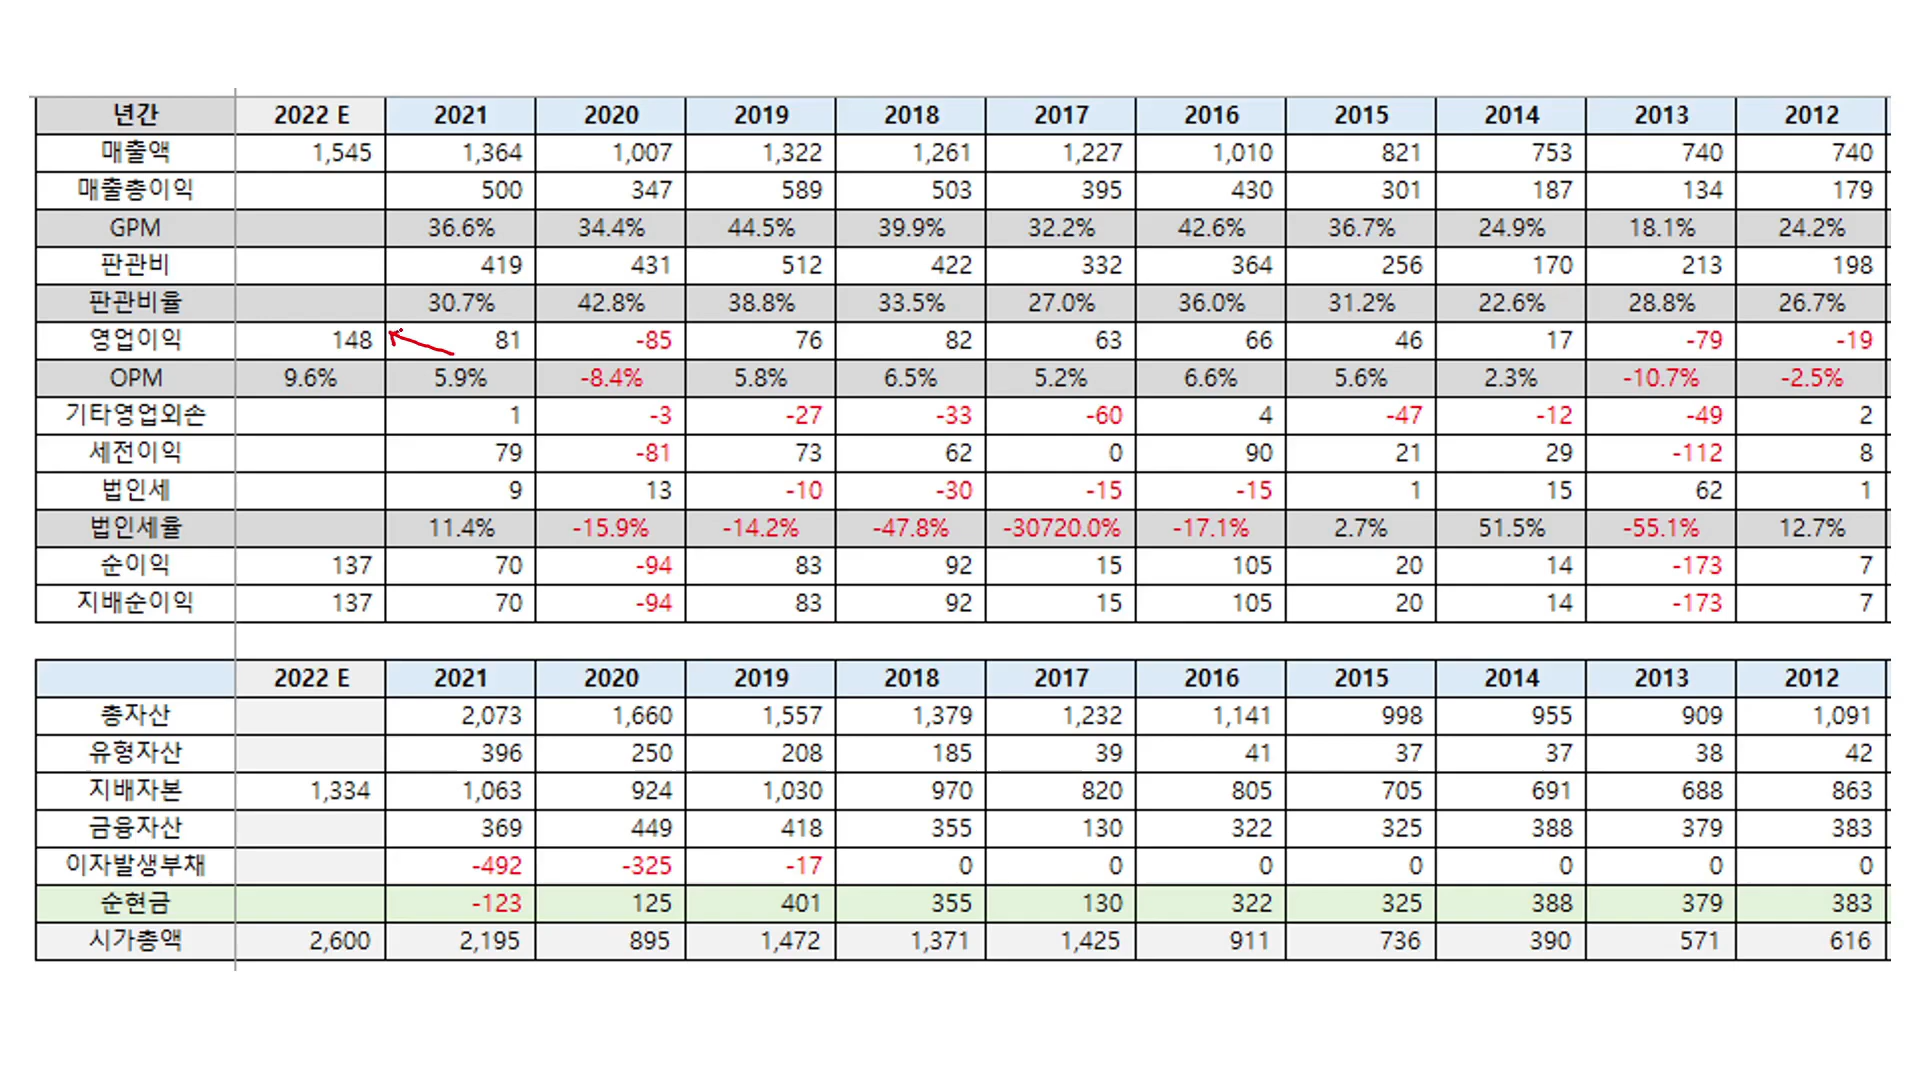 년간 2022 E 2021 2020 2019 2018 2017 2016 2015 2014 2013 2012
매출액 1,545 1,364 1,007 1,322 1,261 1,227 1,010 821 753 740 740
매출총이익 500 347 589 503 395 430 301 187 134 179
GPM 36.6% 34.4% 44.5% 39.9% 32.2% 42.6% 36.7% 24.9% 18.1% 24.2%
판관비 419 431 512 422 332 364 256 170 213 198
판관비율 30.7% 42.8% 38.8% 33.5% 27.0% 36.0% 31.2% 22.6% 28.8% 26.7%
영업이익 148 81 -85 76 82 63 66 46 17 -79 -19
OPM 9.6% 5.9% -8.4% 5.8% 6.5% 5.2% 6.6% 5.6% 2.3% -10.7% -2.5%
기타영업외손 1 -3 -27 -33 -60 4 -47 -12 -49 2
세전이익 79 -81 73 62 0 90 21 29 -112 8
법인세 9 13 -10 -30 -15 -15 1 15 62 1
법인세율 11.4% -15.9% -14.2% -47.8% -30720.0% -17.1% 2.7% 51.5% -55.1% 12.7%
순이익 137 70 -94 83 92 15 105 20 14 -173 7
지배순이익 137 70 -94 83 92 15 105 20 14 -173 7
2022 E 2021 2020 2019 2018 2017 2016 2015 2014 2013 2012
총자산 2,073 1,660 1,557 1,379 1,232 1,141 998 955 909 1,091
유형자산 396 250 208 185 39 41 37 37 38 42
지배자본 1,334 1,063 924 1,030 970 820 805 705 691 688 863
금융자산 369 449 418 355 130 322 325 388 379 383
이자발생부채 -492 -325 -17 0 0 0 0 0 0 0
순현금 -123 125 401 355 130 322 325 388 379 383
시가총액 2,600 2,195 895 1,472 1,371 1,425 911 736 390 571 616